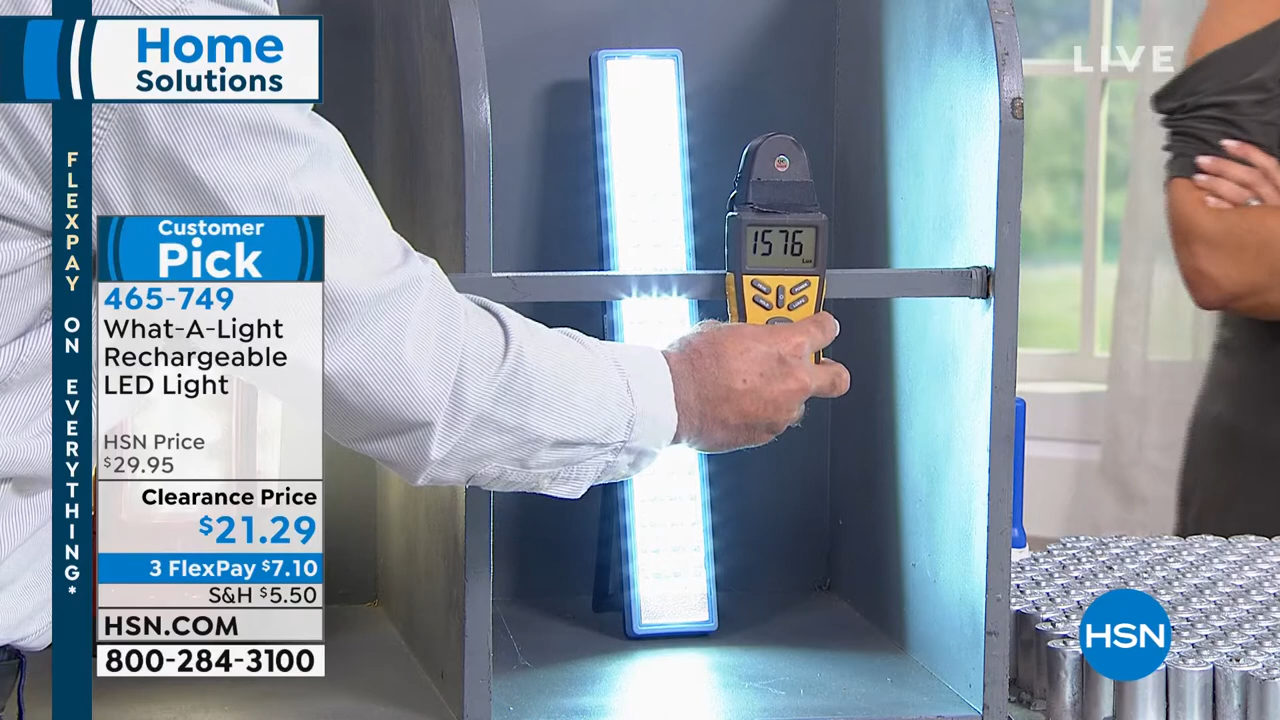 Home
Solutions
FLEXPAY ON EVERYTHING*
Customer
Pick
465-749
What-A-Light
Rechargeable
LED Light
HSN Price
$29.95
Clearance Price
$21.29
3 FlexPay $7.10
S&H $5.50
HSN.COM
800-284-3100
LIVE
1576
Lux
HSN